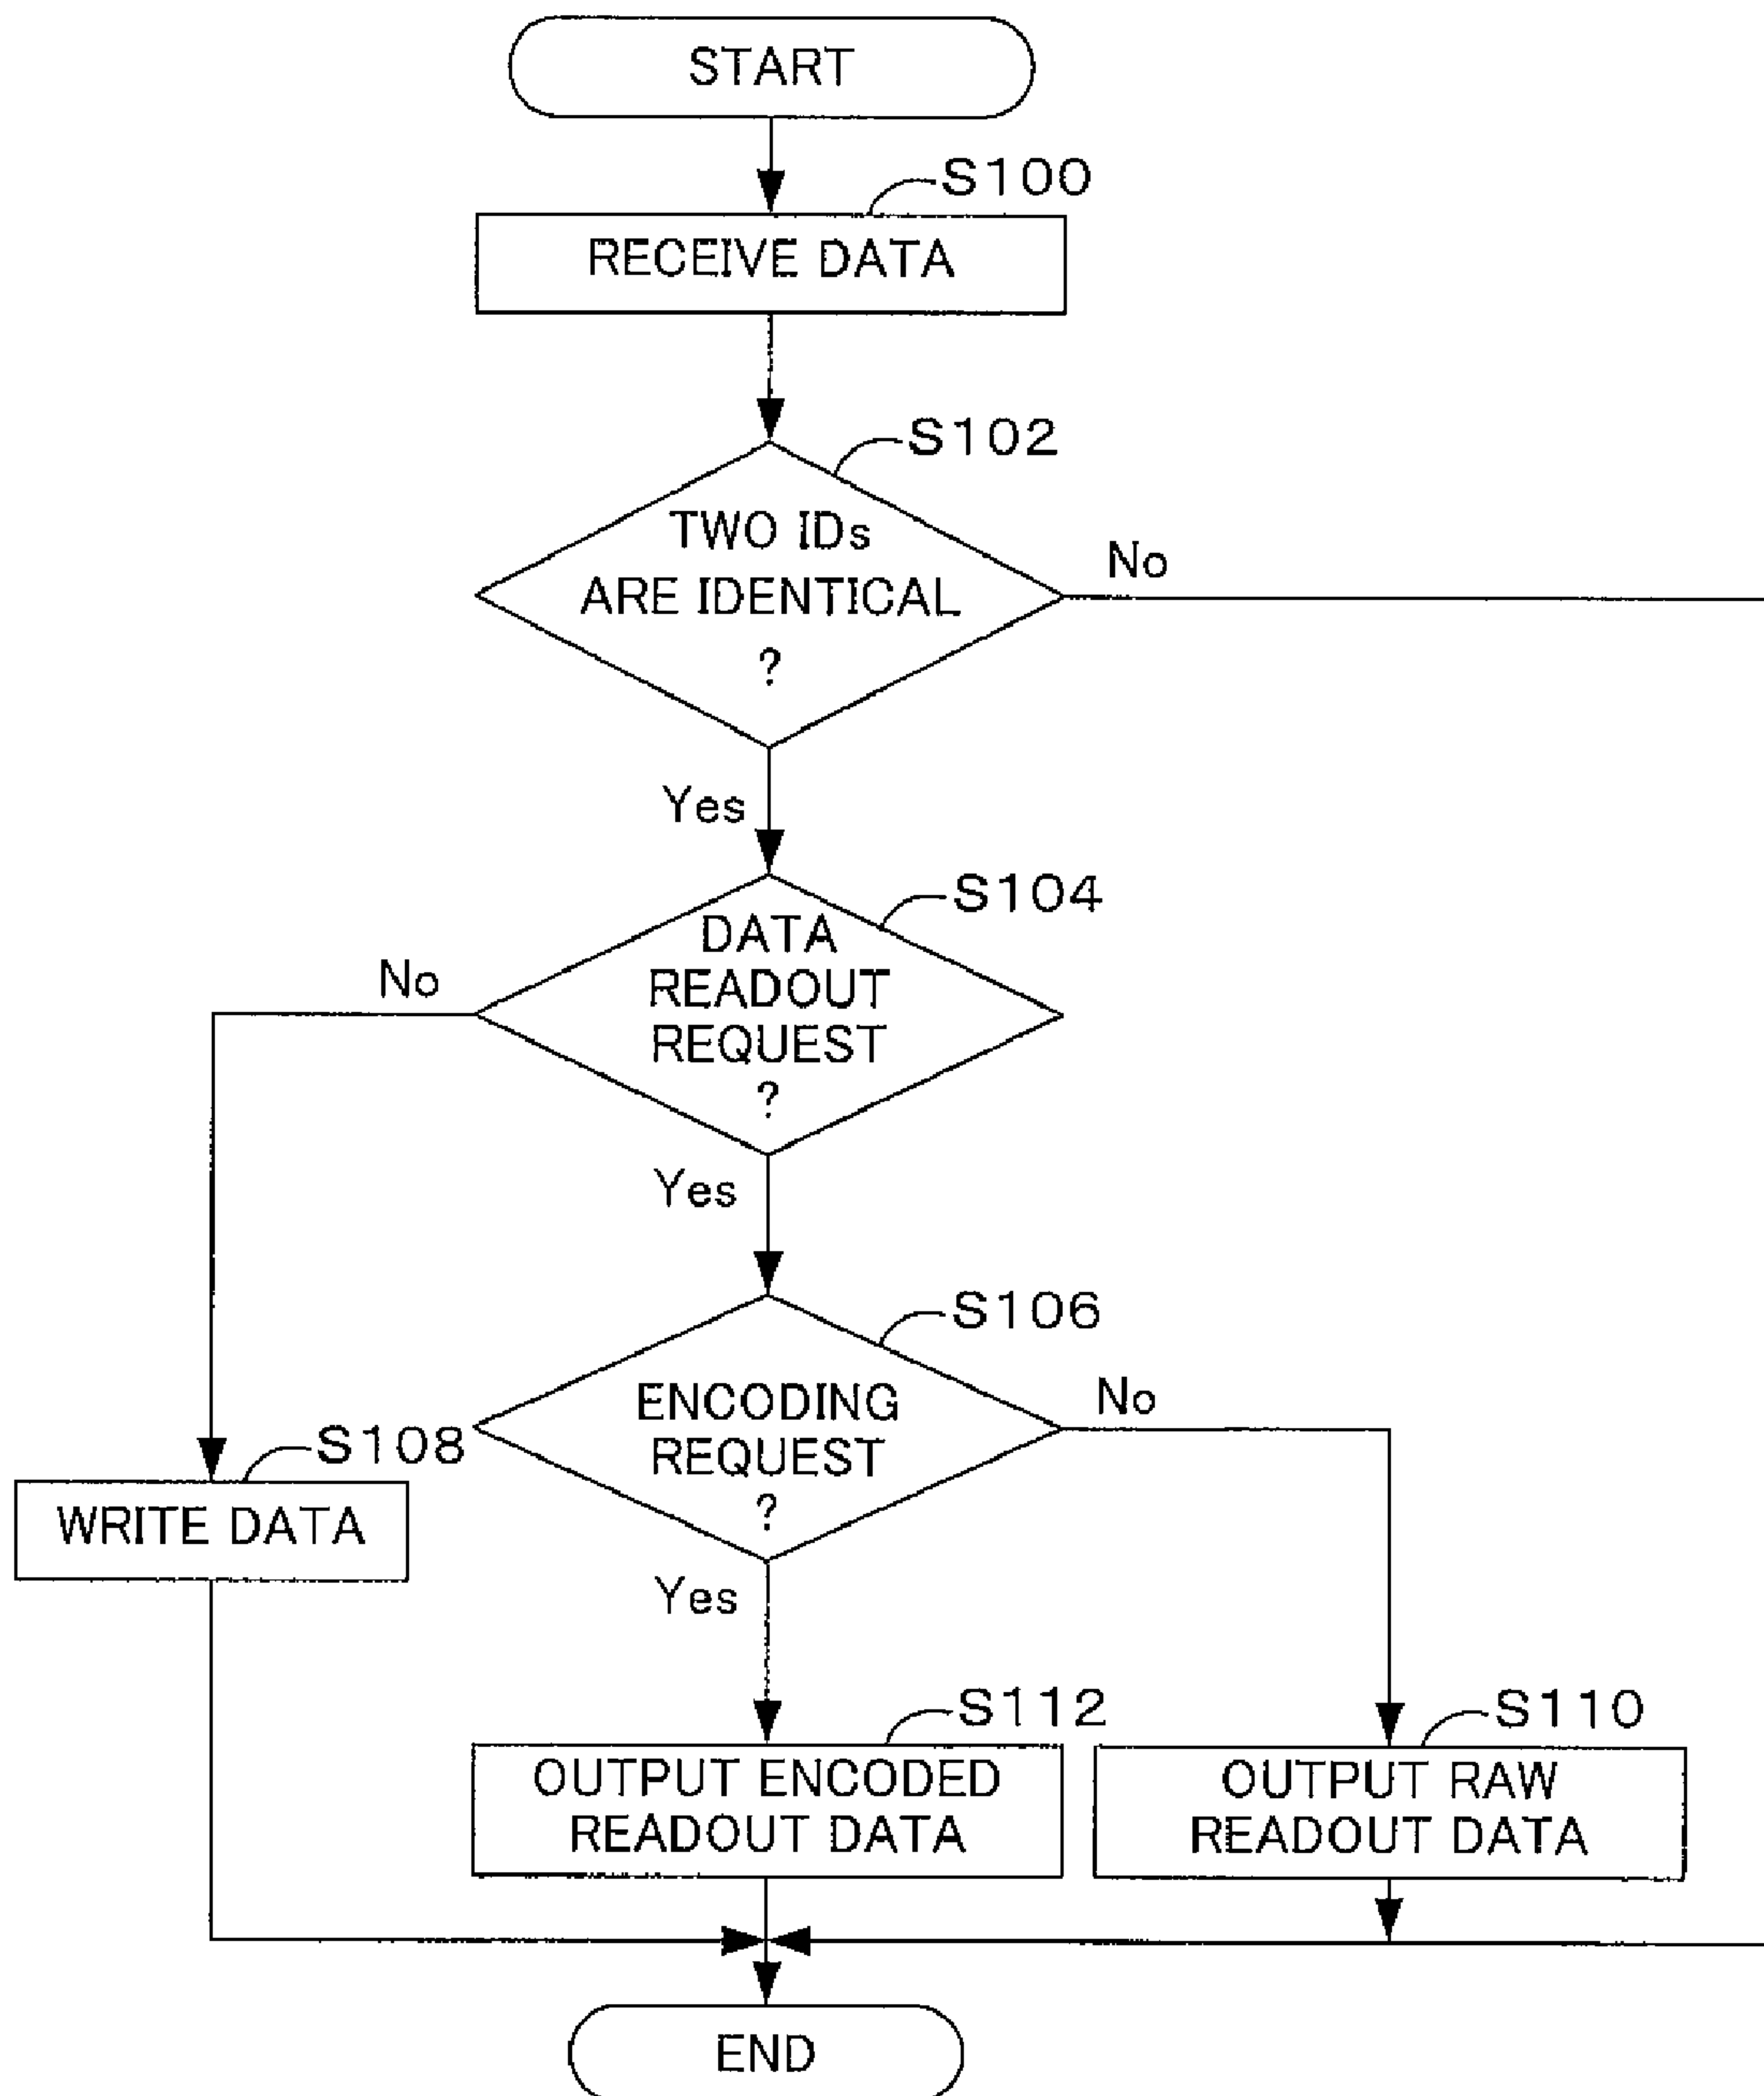 START
S100
RECEIVE DATA
S102
TWO IDs
ARE IDENTICAL
?
No
Yes
S104
DATA
READOUT
REQUEST
?
No
Yes
S106
ENCODING
REQUEST
?
No
Yes
S108
WRITE DATA
S112
OUTPUT ENCODED
READOUT DATA
S110
OUTPUT RAW
READOUT DATA
END